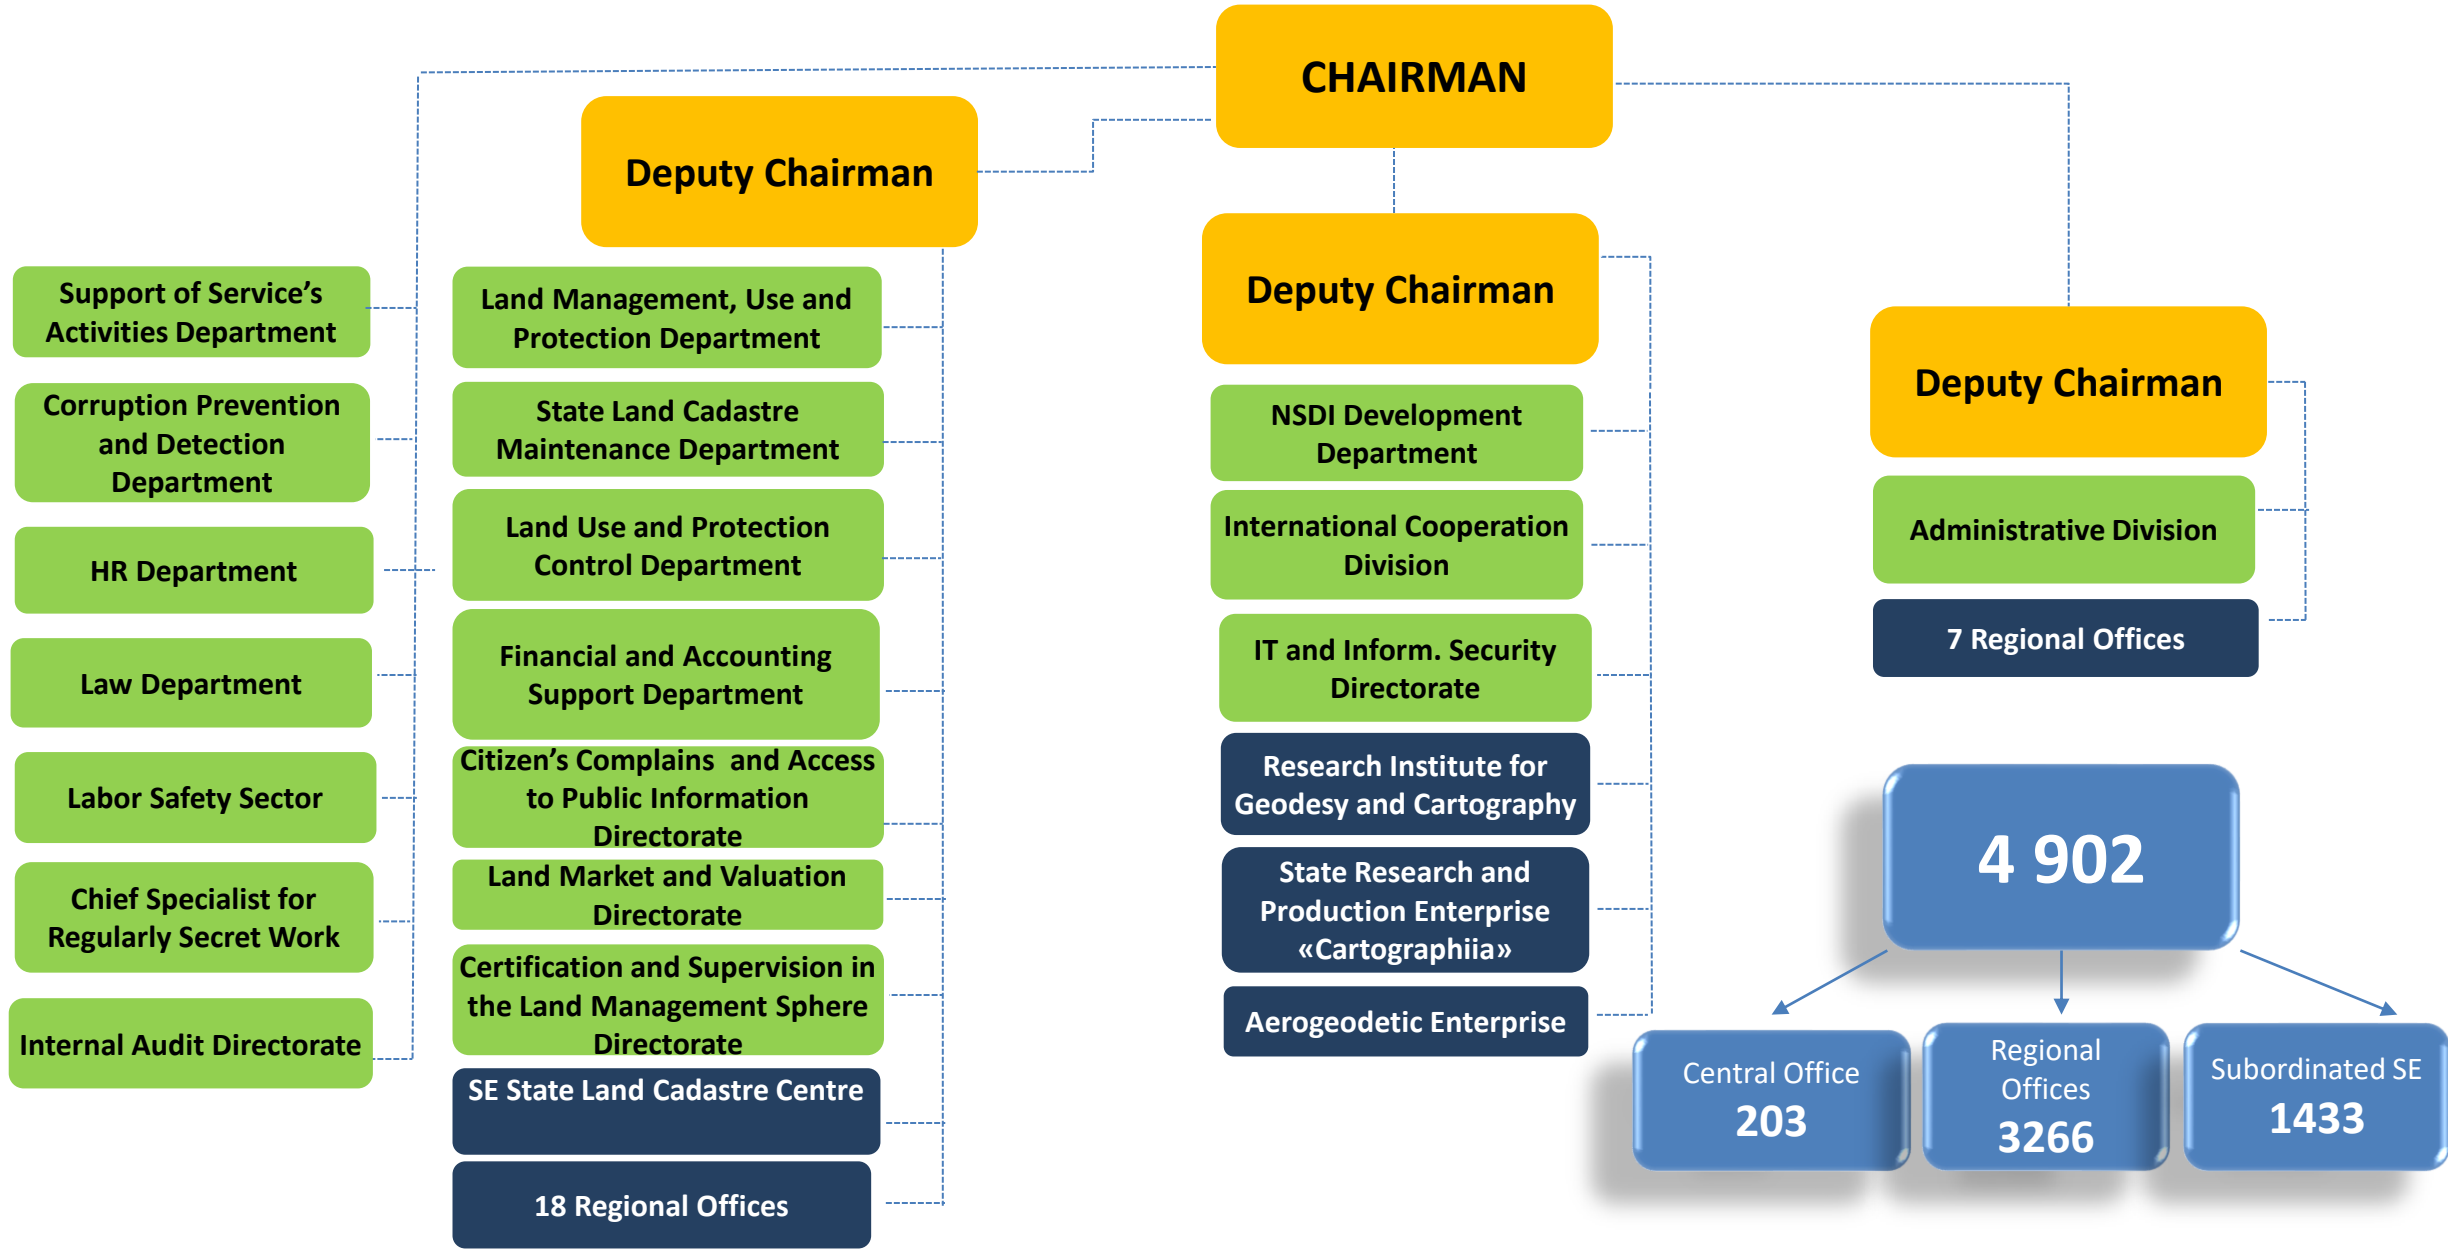 CHAIRMAN
Deputy Chairman
Support of Service’s
Activities Department
Corruption Prevention
and Detection
Department
HR Department
Law Department
Labor Safety Sector
Chief Specialist for
Regularly Secret Work
Internal Audit Directorate
Land Management, Use and
Protection Department
State Land Cadastre
Maintenance Department
Land Use and Protection
Control Department
Financial and Accounting
Support Department
Citizen’s Complains  and Access
to Public Information
Directorate
Land Market and Valuation
Directorate
Certification and Supervision in
the Land Management Sphere
Directorate
SE State Land Cadastre Centre
18 Regional Offices
Deputy Chairman
NSDI Development
Department
International Cooperation
Division
IT and Inform. Security
Directorate
Research Institute for
Geodesy and Cartography
State Research and
Production Enterprise
«Cartographiia»
Aerogeodetic Enterprise
Deputy Chairman
Administrative Division
7 Regional Offices
4 902
Central Office
203
Regional
Offices
3266
Subordinated SE
1433